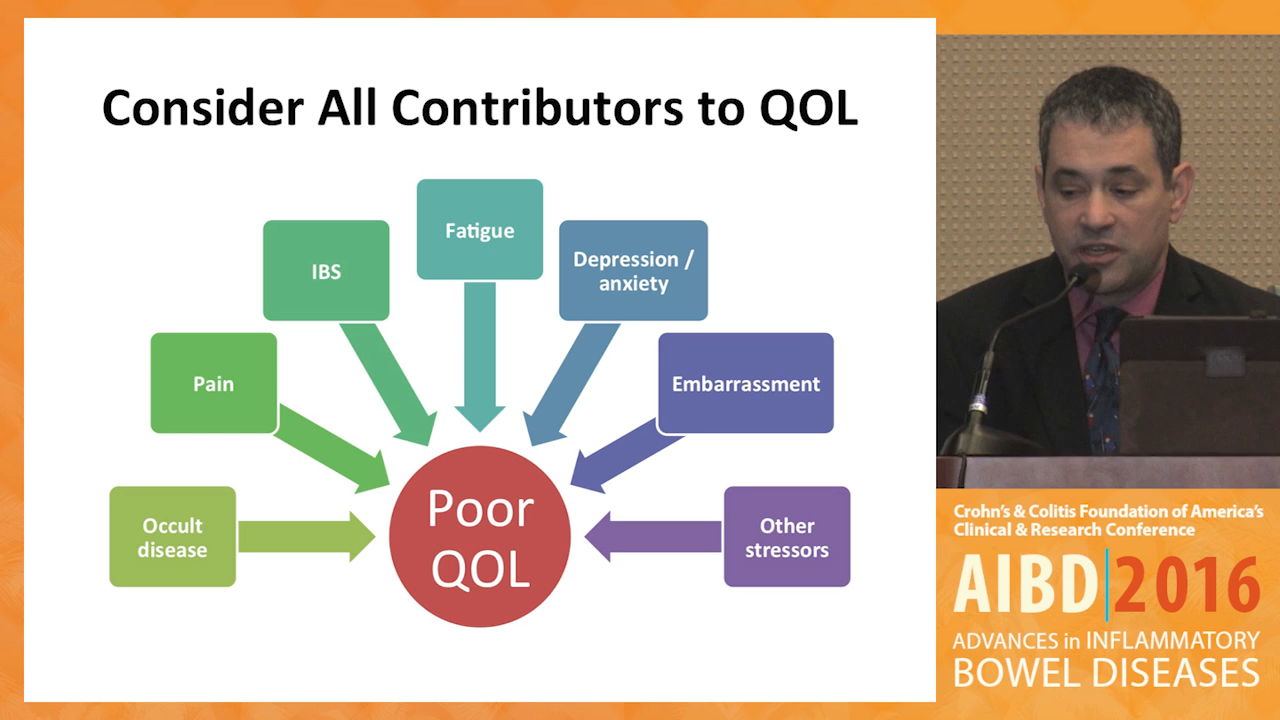 Consider All Contributors to QOL
Fatigue
IBS
Depression /
anxiety
Pain
Embarrassment
Occult
disease
Poor
QOL
Other
stressors
Crohn's & Colitis Foundation of America's
Clinical & Research Conference
AIBD 2016
ADVANCES in INFLAMMATORY
BOWEL DISEASES